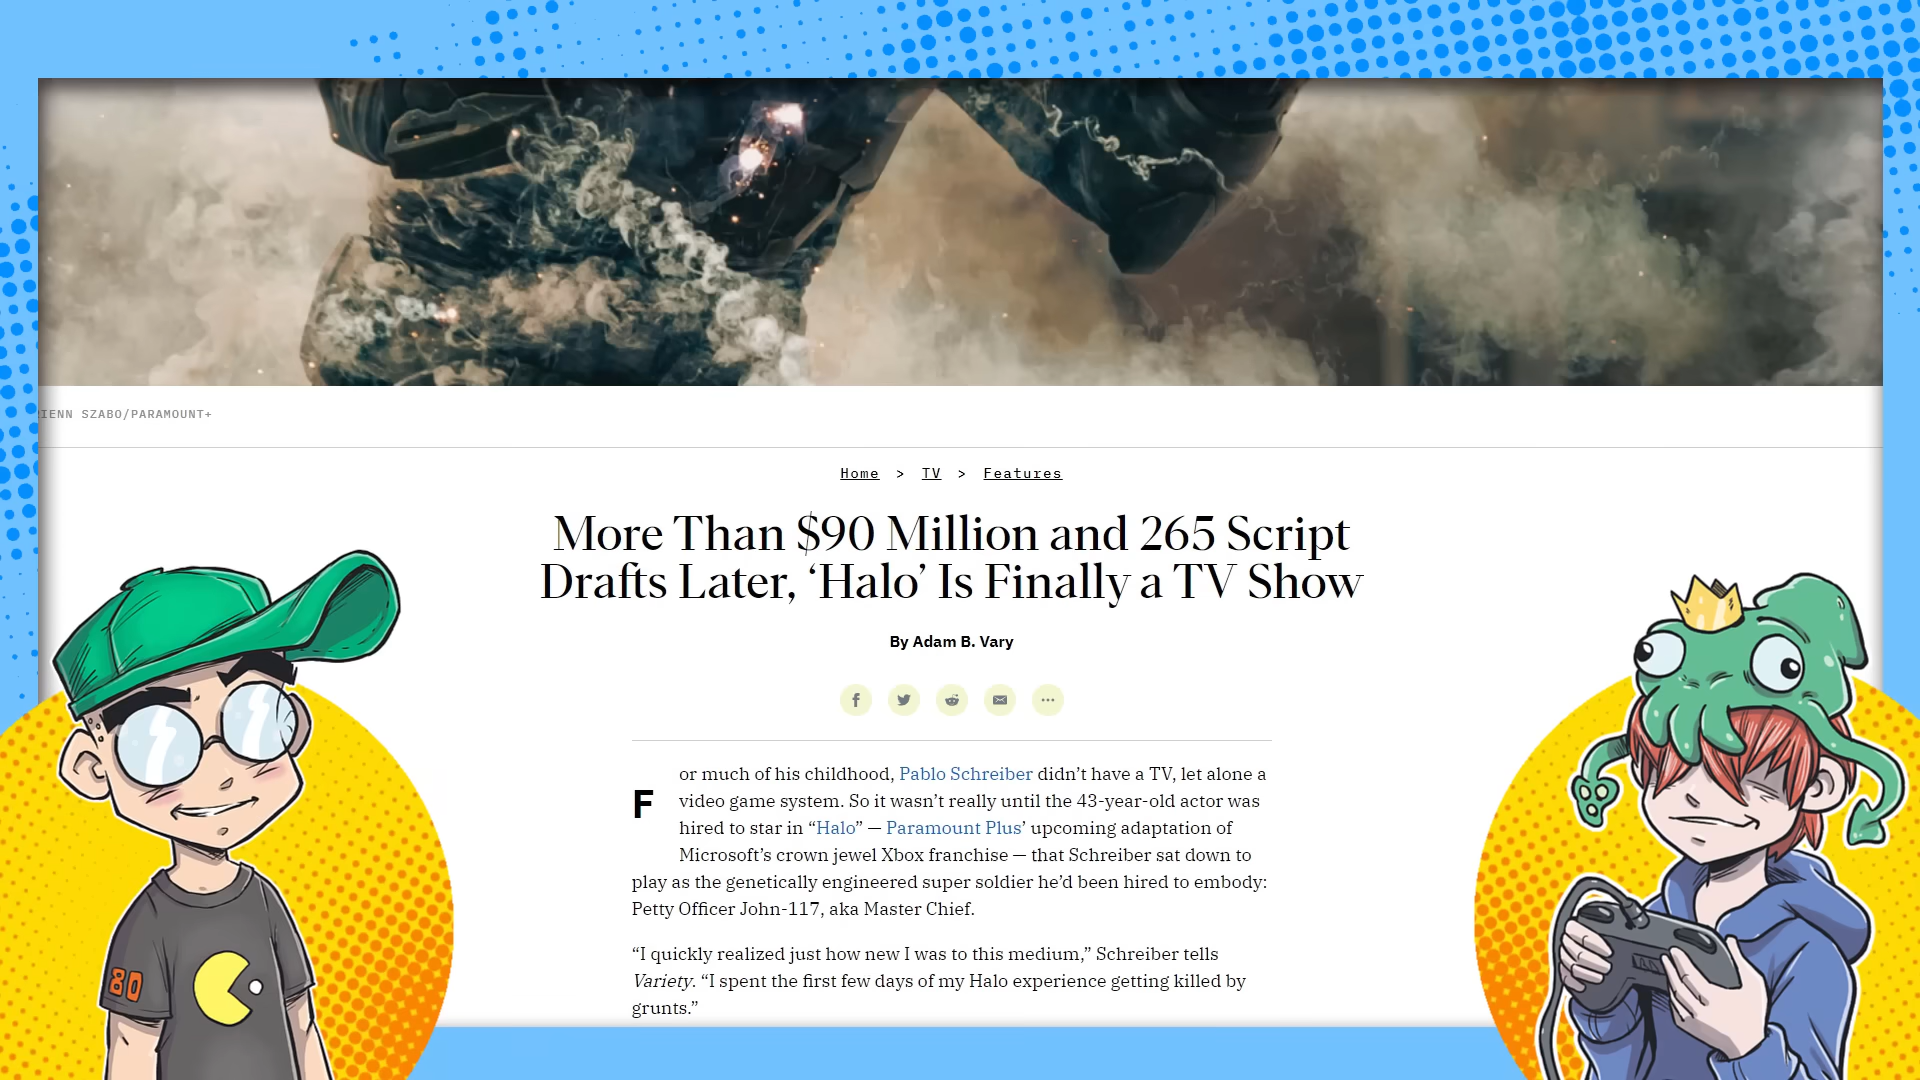 IENN SZABO/PARAMOUNT+
Home > TV > Features
More Than $90 Million and 265 Script
Drafts Later, ‘Halo’ Is Finally a TV Show
By Adam B. Vary
For much of his childhood, Pablo Schreiber didn’t have a TV, let alone a
video game system. So it wasn’t really until the 43-year-old actor was
hired to star in “Halo” — Paramount Plus’ upcoming adaptation of
Microsoft’s crown jewel Xbox franchise — that Schreiber sat down to
play as the genetically engineered super soldier he’d been hired to embody:
Petty Officer John-117, aka Master Chief.
“I quickly realized just how new I was to this medium,” Schreiber tells
Variety. “I spent the first few days of my Halo experience getting killed by
grunts.”
80